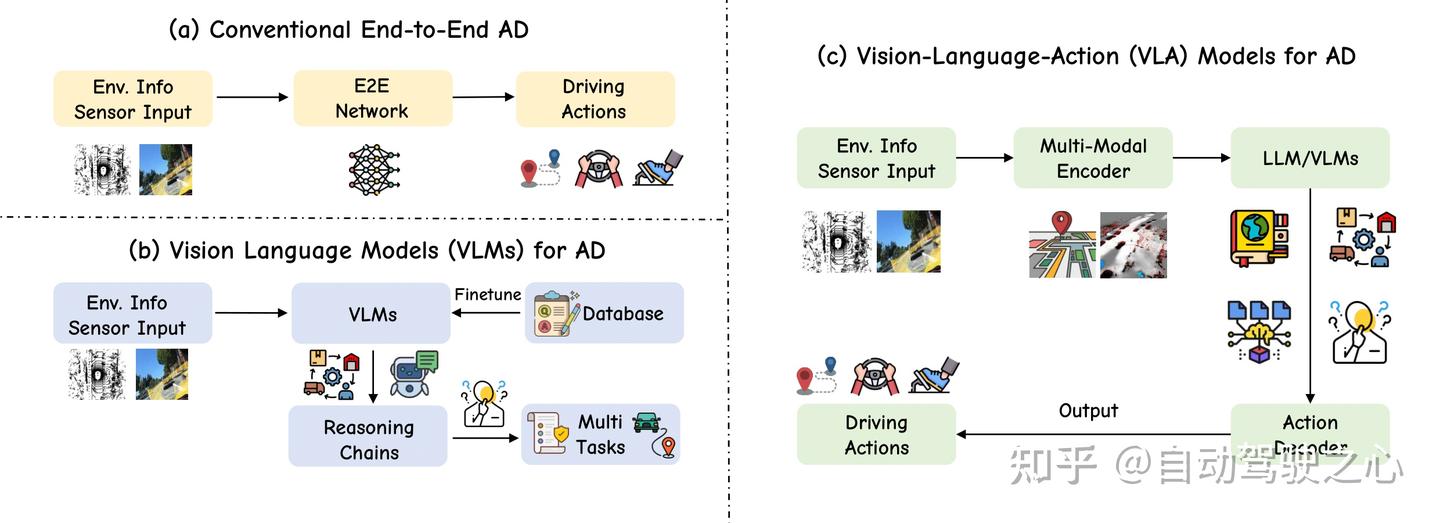 (a) Conventional End-to-End AD
Env. Info
Sensor Input
E2E
Network
Driving
Actions
(b) Vision Language Models (VLMs) for AD
Env. Info
Sensor Input
VLMs
Finetune
Q
A
Database
Reasoning
Chains
Multi
Tasks
(c) Vision-Language-Action (VLA) Models for AD
Env. Info
Sensor Input
Multi-Modal
Encoder
LLM/VLMs
Driving
Actions
Output
Action
Decoder
知乎 @自动驾驶之心